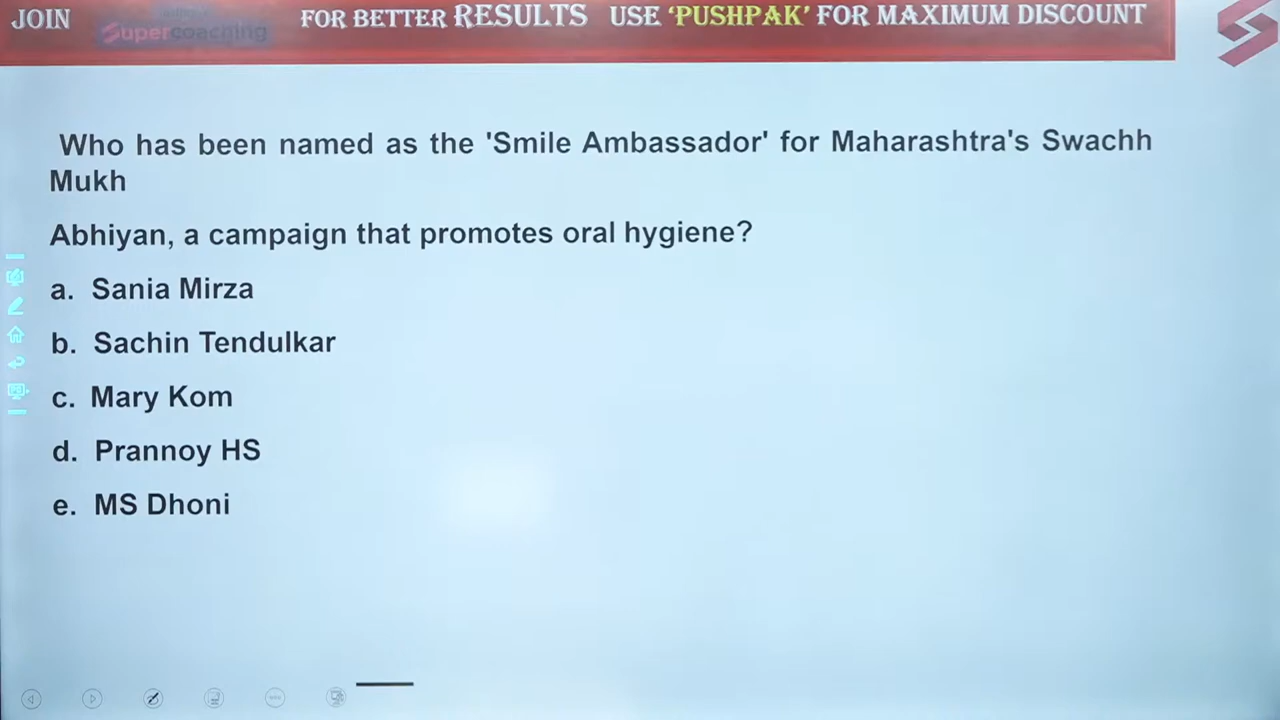 JOIN Supercoaching FOR BETTER RESULTS USE ‘PUSHPAK’ FOR MAXIMUM DISCOUNT
Who has been named as the 'Smile Ambassador' for Maharashtra's Swachh
Mukh
Abhiyan, a campaign that promotes oral hygiene?
a. Sania Mirza
b. Sachin Tendulkar
c. Mary Kom
d. Prannoy HS
e. MS Dhoni